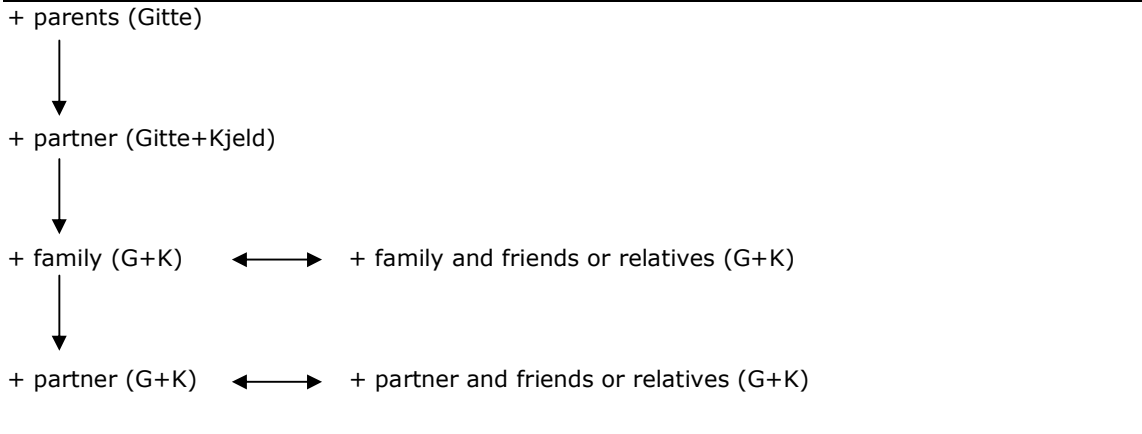 + parents (Gitte)
+ partner (Gitte+Kjeld)
+ family (G+K) + family and friends or relatives (G+K)
+ partner (G+K) + partner and friends or relatives (G+K)